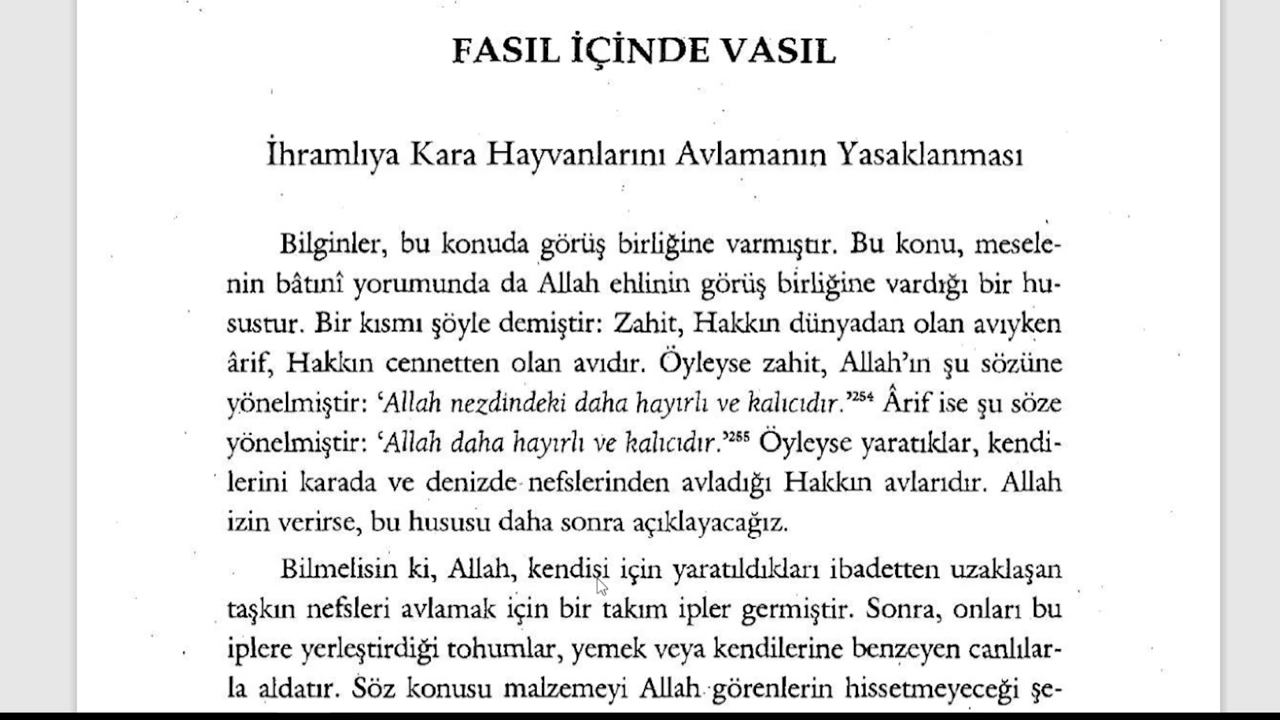 FASIL İÇİNDE VASIL
İhramlıya Kara Hayvanlarını Avlamanın Yasaklanması
Bilginler, bu konuda görüş birliğine varmıştır. Bu konu, mesele-
nin bâtınî yorumunda da Allah ehlinin görüş birliğine vardığı bir hu-
sustur. Bir kısmı şöyle demiştir: Zahit, Hakkın dünyadan olan avıyken
ârif, Hakkın cennetten olan avıdır. Öyleyse zahit, Allah’ın şu sözüne
yönelmiştir: ‘Allah nezdindeki daha hayırlı ve kalıcıdır.’²⁵⁴ Ârif ise şu söze
yönelmiştir: ‘Allah daha hayırlı ve kalıcıdır.’²⁵⁵ Öyleyse yaratıklar, kendi-
lerini karada ve denizde nefslerinden avladığı Hakkın avlarıdır. Allah
izin verirse, bu hususu daha sonra açıklayacağız.
Bilmelisin ki, Allah, kendisi için yaratıldıkları ibadetten uzaklaşan
taşkın nefsleri avlamak için bir takım ipler germiştir. Sonra, onları bu
iplere yerleştirdiği tohumlar, yemek veya kendilerine benzeyen canlılar-
la aldatır. Söz konusu malzemeyi Allah görenlerin hissetmeyeceği şe-